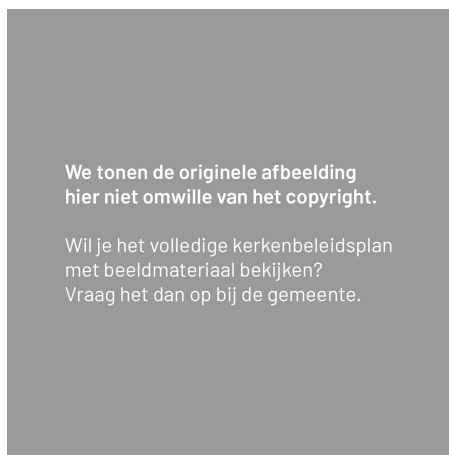 We tonen de originele afbeelding
hier niet omwille van het copyright.
Wil je het volledige kerkenbeleidsplan
met beeldmateriaal bekijken?
Vraag het dan op bij de gemeente.